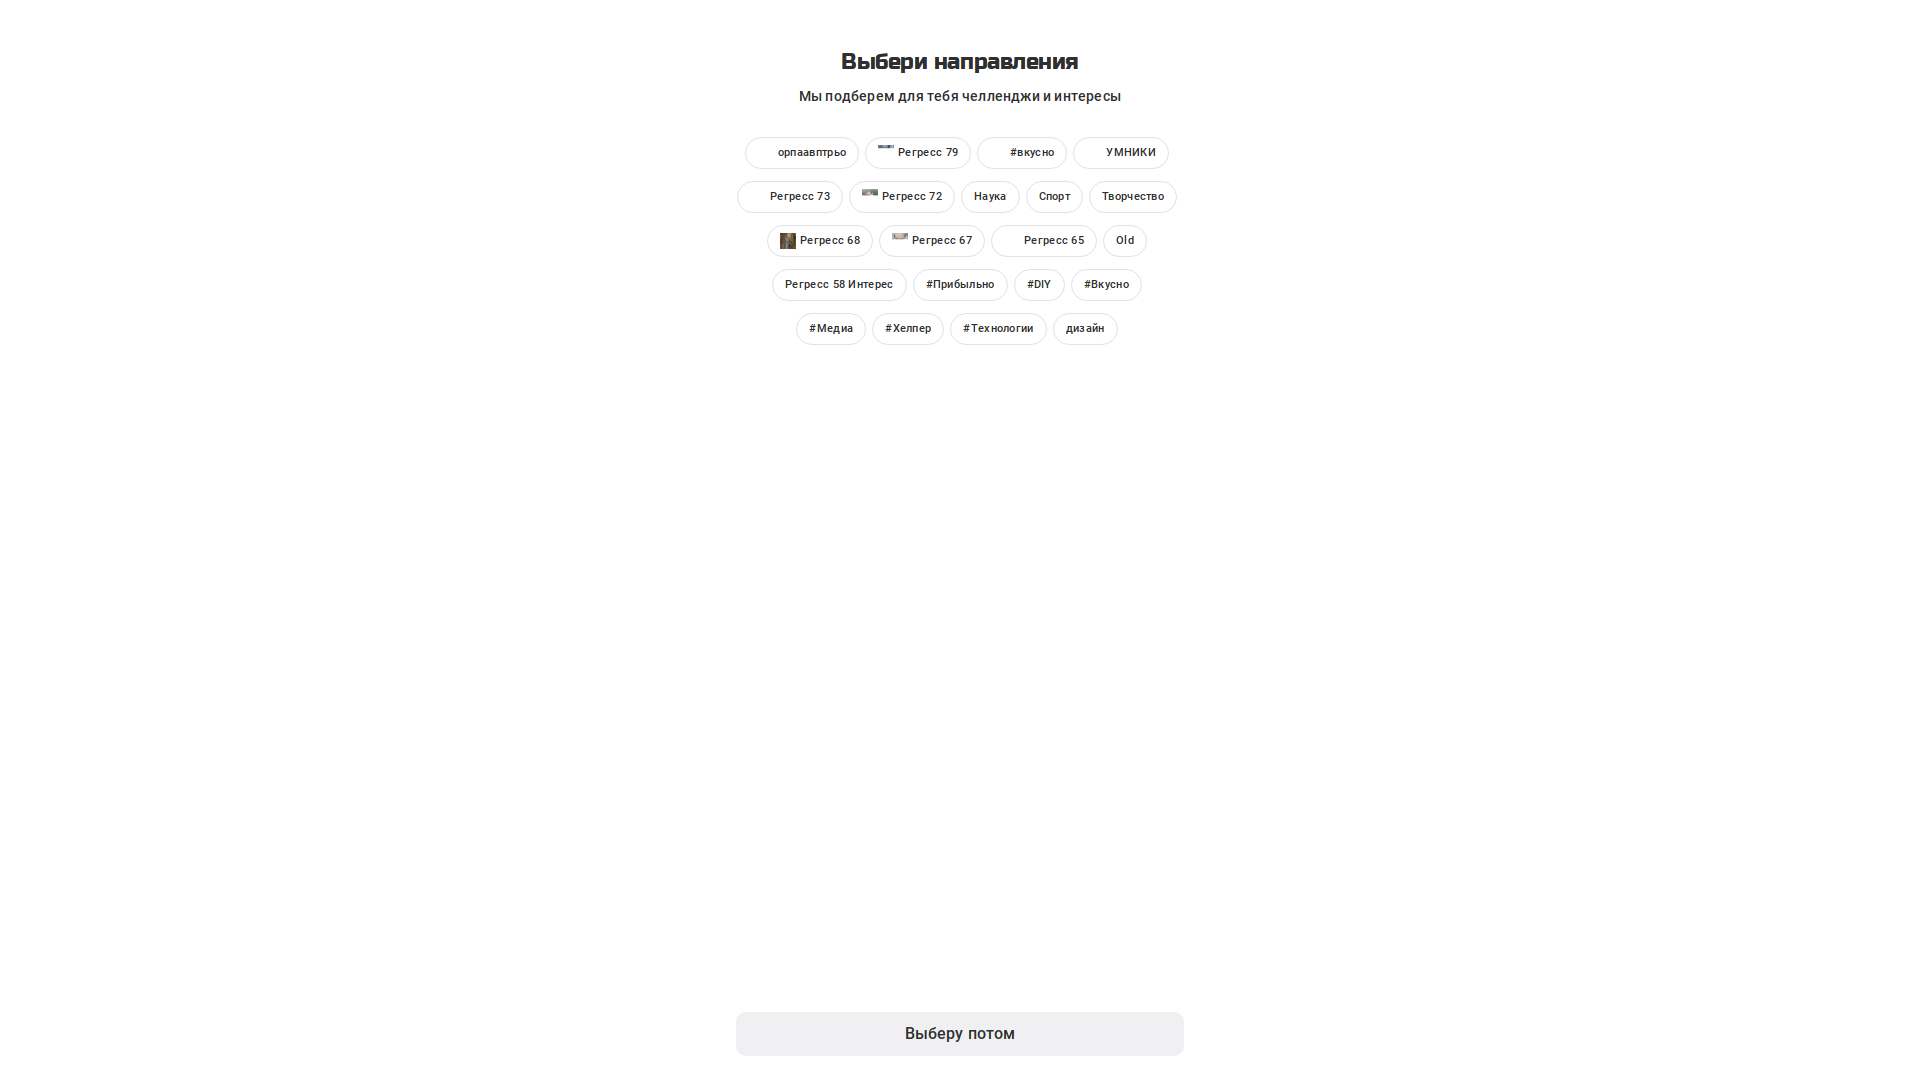 Выбери направления
Мы подберем для тебя челленджи и интересы
орпаавптрьо Регресс 79 #вкусно УМНИКИ
Регресс 73 Регресс 72 Наука Спорт Творчество
Регресс 68 Регресс 67 Регресс 65 Old
Регресс 58 Интерес #Прибыльно #DIY #Вкусно
#Медиа #Хелпер #Технологии дизайн
Выберу потом